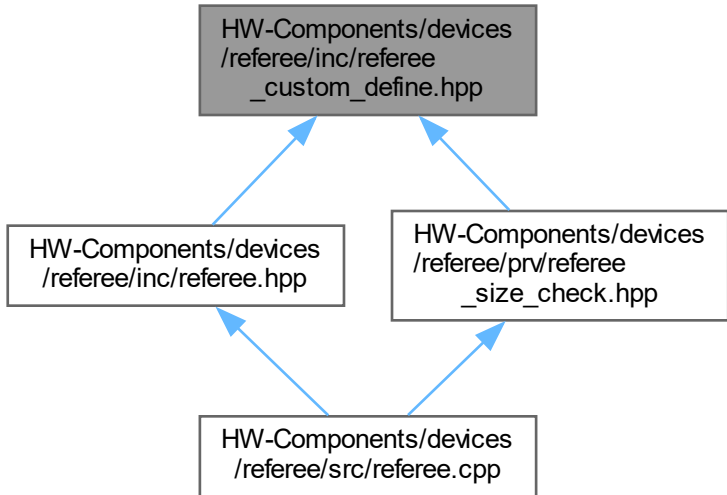 HW-Components/devices
/referee/inc/referee
_custom_define.hpp
HW-Components/devices
/referee/inc/referee.hpp
HW-Components/devices
/referee/prv/referee
_size_check.hpp
HW-Components/devices
/referee/src/referee.cpp